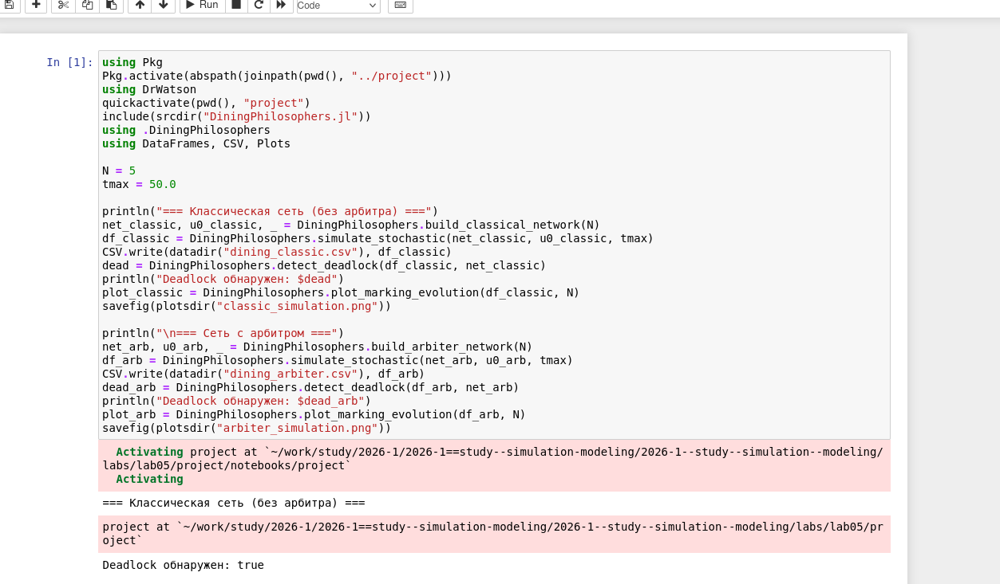 Run
Code
In [1]:
using Pkg
Pkg.activate(abspath(joinpath(pwd(), "../project")))
using DrWatson
quickactivate(pwd(), "project")
include(srcdir("DiningPhilosophers.jl"))
using .DiningPhilosophers
using DataFrames, CSV, Plots
N = 5
tmax = 50.0
println("=== Классическая сеть (без арбитра) ===")
net_classic, u0_classic, _ = DiningPhilosophers.build_classical_network(N)
df_classic = DiningPhilosophers.simulate_stochastic(net_classic, u0_classic, tmax)
CSV.write(datadir("dining_classic.csv"), df_classic)
dead = DiningPhilosophers.detect_deadlock(df_classic, net_classic)
println("Deadlock обнаружен: $dead")
plot_classic = DiningPhilosophers.plot_marking_evolution(df_classic, N)
savefig(plotsdir("classic_simulation.png"))
println("\n=== Сеть с арбитром ===")
net_arb, u0_arb, _ = DiningPhilosophers.build_arbiter_network(N)
df_arb = DiningPhilosophers.simulate_stochastic(net_arb, u0_arb, tmax)
CSV.write(datadir("dining_arbiter.csv"), df_arb)
dead_arb = DiningPhilosophers.detect_deadlock(df_arb, net_arb)
println("Deadlock обнаружен: $dead_arb")
plot_arb = DiningPhilosophers.plot_marking_evolution(df_arb, N)
savefig(plotsdir("arbiter_simulation.png"))
Activating project at `~/work/study/2026-1/2026-1==study--simulation-modeling/2026-1--study--simulation--modeling/
labs/lab05/project/notebooks/project`
Activating
=== Классическая сеть (без арбитра) ===
project at `~/work/study/2026-1/2026-1==study--simulation-modeling/2026-1--study--simulation--modeling/labs/lab05/pr
oject`
Deadlock обнаружен: true